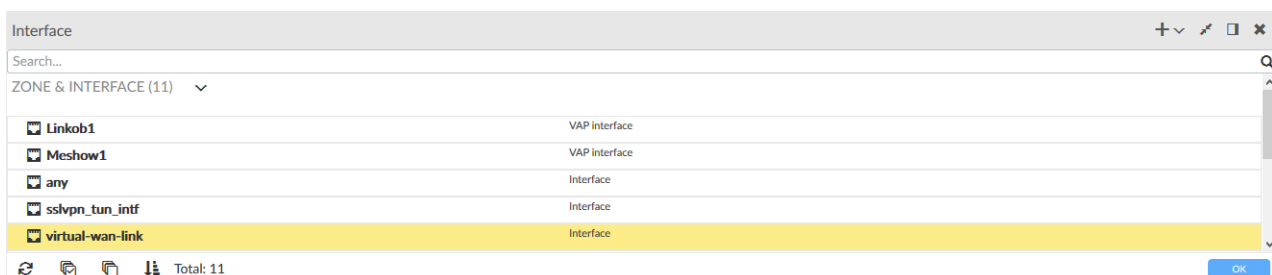 Interface
Search...
ZONE & INTERFACE (11)
Linkob1 VAP interface
Meshow1 VAP interface
any Interface
sslvpn_tun_intf Interface
virtual-wan-link Interface
Total: 11 OK